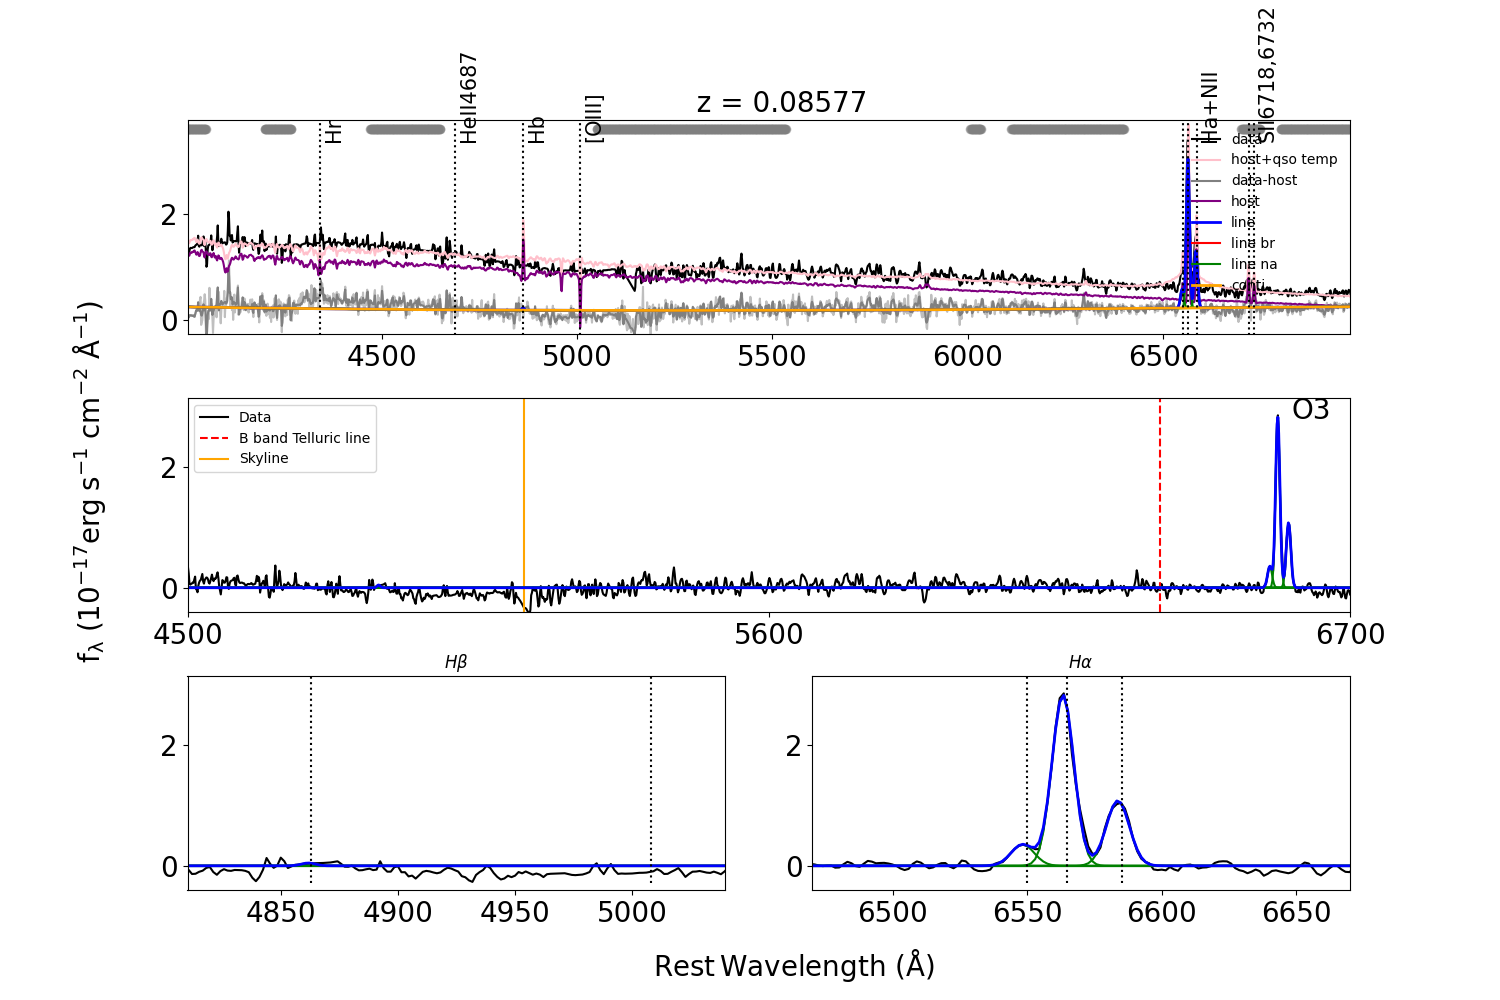 z = 0.08577
Hr
HeII4687
Hb
[OIII]
Ha+NII
SII6718,6732
data
host+qso temp
data-host
host
line
line br
line na
conti
2
0
4500
5000
5500
6000
6500
fλ (10⁻¹⁷erg s⁻¹ cm⁻² Å⁻¹)
Data
B band Telluric line
Skyline
O3
2
0
4500
5600
6700
Hβ
2
0
4850
4900
4950
5000
Hα
2
0
6500
6550
6600
6650
Rest Wavelength (Å)